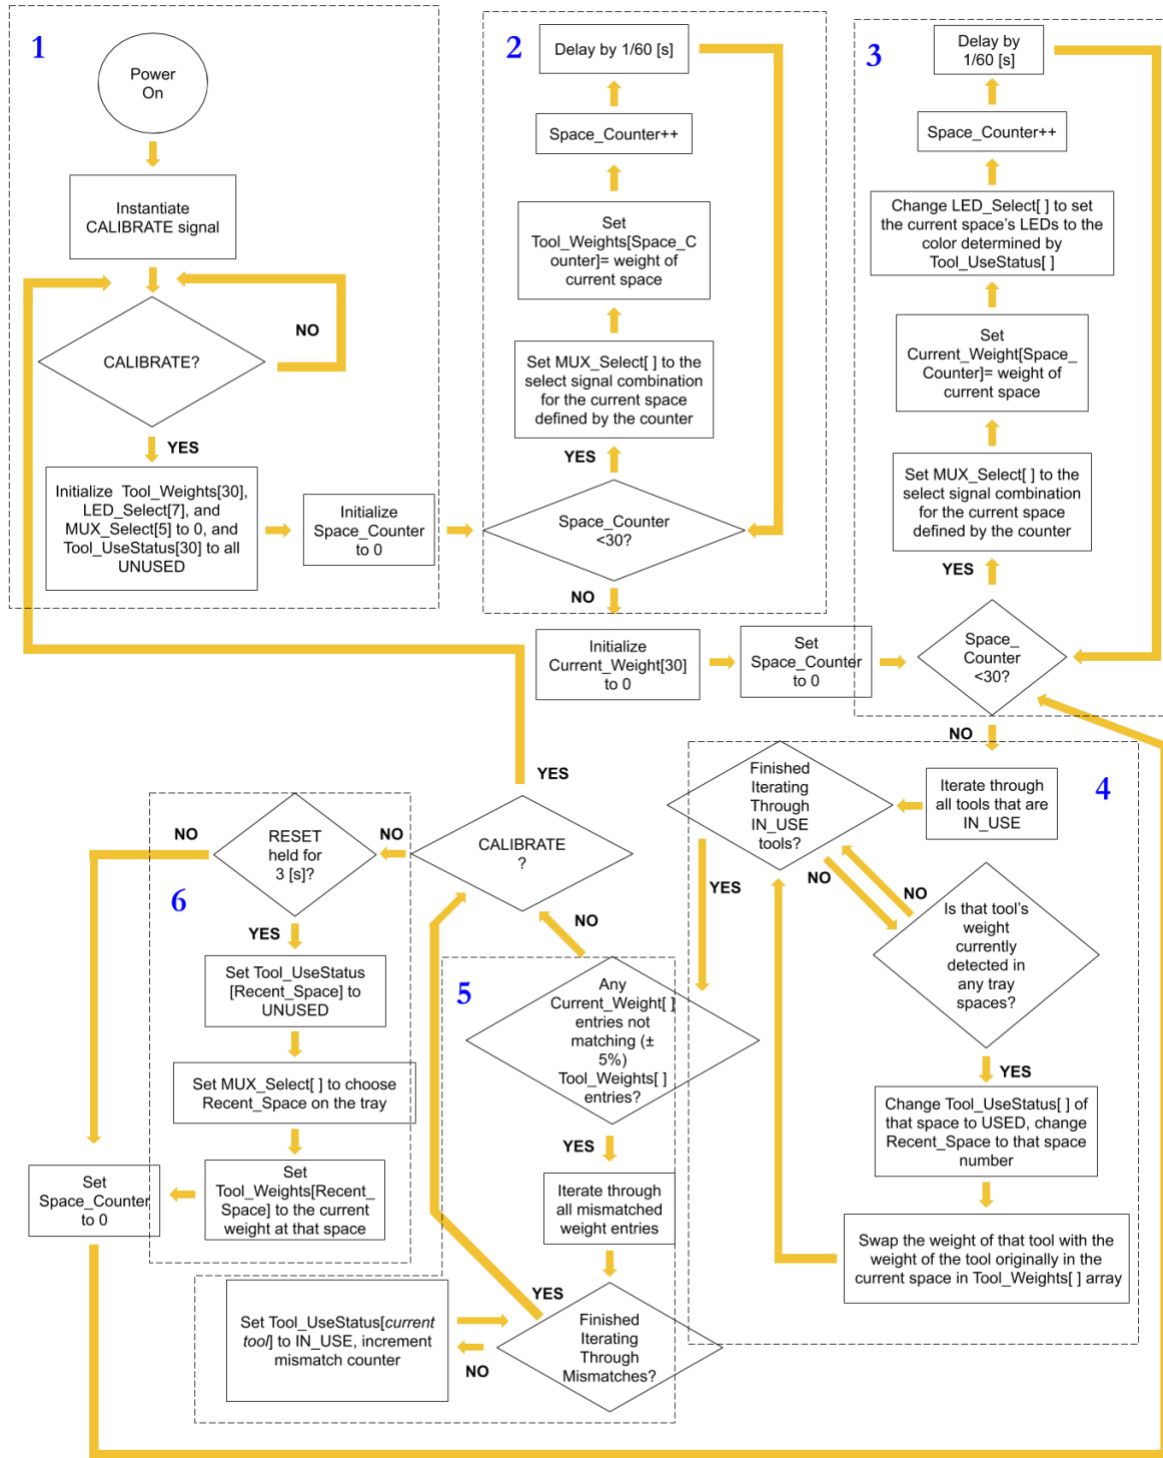 1
Power
On
Instantiate
CALIBRATE signal
CALIBRATE?
NO
YES
Initialize Tool_Weights[30],
LED_Select[7], and
MUX_Select[5] to 0, and
Tool_UseStatus[30] to all
UNUSED
Initialize
Space_Counter
to 0
2
Delay by 1/60 [s]
Space_Counter++
Set
Tool_Weights[Space_C
ounter]= weight of
current space
Set MUX_Select[ ] to the
select signal combination
for the current space
defined by the counter
YES
Space_Counter
<30?
NO
Initialize
Current_Weight[30]
to 0
Set
Space_Counter
to 0
3
Delay by
1/60 [s]
Space_Counter++
Change LED_Select[ ] to set
the current space's LEDs to the
color determined by
Tool_UseStatus[ ]
Set
Current_Weight[Space_
Counter]= weight of
current space
Set MUX_Select[ ] to the
select signal combination
for the current space
defined by the counter
YES
Space_
Counter
<30?
NO
4
Iterate through
all tools that are
IN_USE
Finished
Iterating
Through
IN_USE
tools?
NO
NO
YES
Is that tool's
weight
currently
detected in
any tray
spaces?
YES
Change Tool_UseStatus[ ] of
that space to USED, change
Recent_Space to that space
number
Swap the weight of that tool with the
weight of the tool originally in the
current space in Tool_Weights[ ] array
5
Any
Current_Weight[ ]
entries not
matching (±
5%)
Tool_Weights[ ]
entries?
NO
YES
Iterate through
all mismatched
weight entries
Finished
Iterating
Through
Mismatches?
YES
NO
Set Tool_UseStatus[current
tool] to IN_USE, increment
mismatch counter
CALIBRATE
?
YES
NO
6
RESET
held for
3 [s]?
NO
YES
Set Tool_UseStatus
[Recent_Space] to
UNUSED
Set MUX_Select[ ] to choose
Recent_Space on the tray
Set
Tool_Weights[Recent_
Space] to the current
weight at that space
Set
Space_Counter
to 0